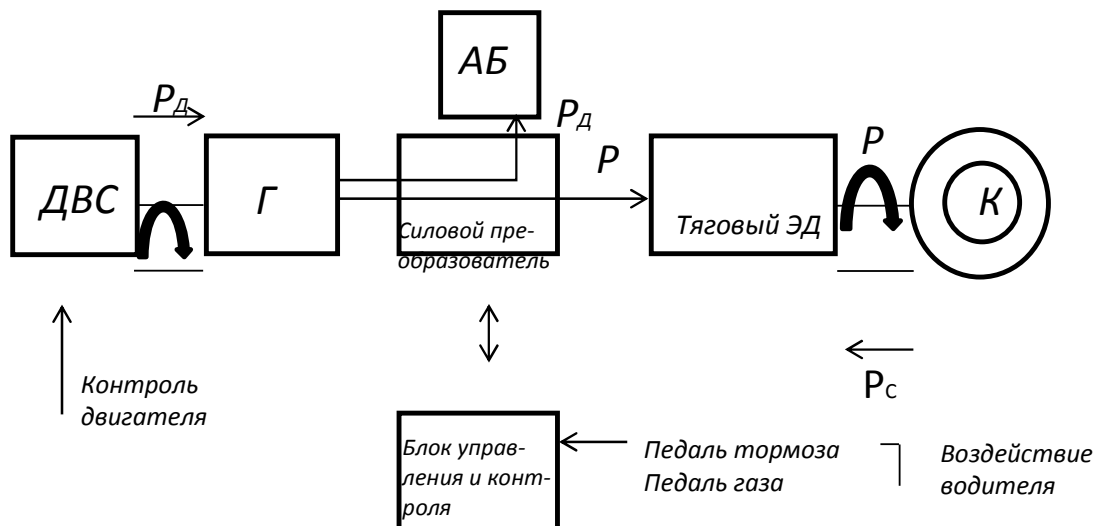 АБ
Pд
Pд
P
P
ДВС
Г
Силовой пре-
образователь
Тяговый ЭД
К
Контроль
двигателя
Pс
Блок управ-
ления и конт-
роля
Педаль тормоза
Педаль газа
Воздействие
водителя